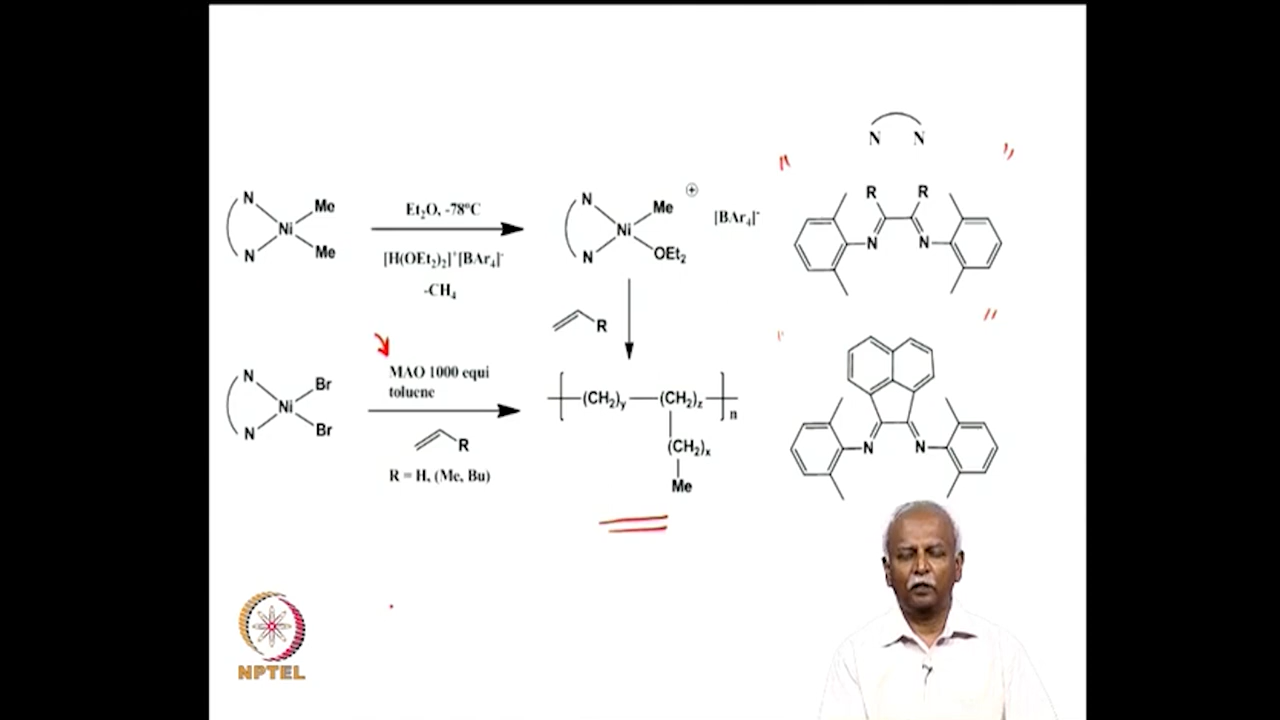 N N
R R
N Me
Ni
N Me
Et₂O, -78°C
[H(OEt₂)₂]⁺[BAr₄]⁻
-CH₄
N Me
Ni
N OEt₂
⊕
[BAr₄]⁻
N N
R
N Br
Ni
N Br
MAO 1000 equi
toluene
R
R = H, (Me, Bu)
(CH₂)y (CH₂)z n
(CH₂)x
Me
N N
NPTEL